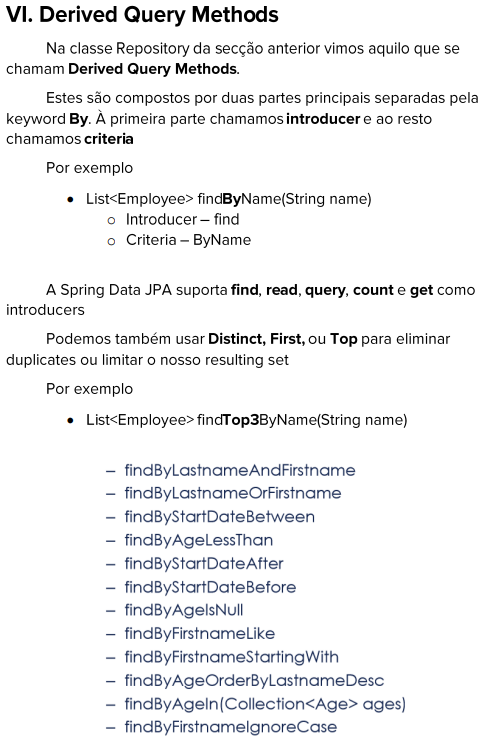 VI. Derived Query Methods
Na classe Repository da secção anterior vimos aquilo que se
chamam Derived Query Methods.
Estes são compostos por duas partes principais separadas pela
keyword By. À primeira parte chamamos introducer e ao resto
chamamos criteria
Por exemplo
• List<Employee> findByName(String name)
o Introducer – find
o Criteria – ByName
A Spring Data JPA suporta find, read, query, count e get como
introducers
Podemos também usar Distinct, First, ou Top para eliminar
duplicates ou limitar o nosso resulting set
Por exemplo
• List<Employee> findTop3ByName(String name)
– findByLastnameAndFirstname
– findByLastnameOrFirstname
– findByStartDateBetween
– findByAgeLessThan
– findByStartDateAfter
– findByStartDateBefore
– findByAgeIsNull
– findByFirstnameLike
– findByFirstnameStartingWith
– findByAgeOrderByLastnameDesc
– findByAgeIn(Collection<Age> ages)
– findByFirstnameIgnoreCase